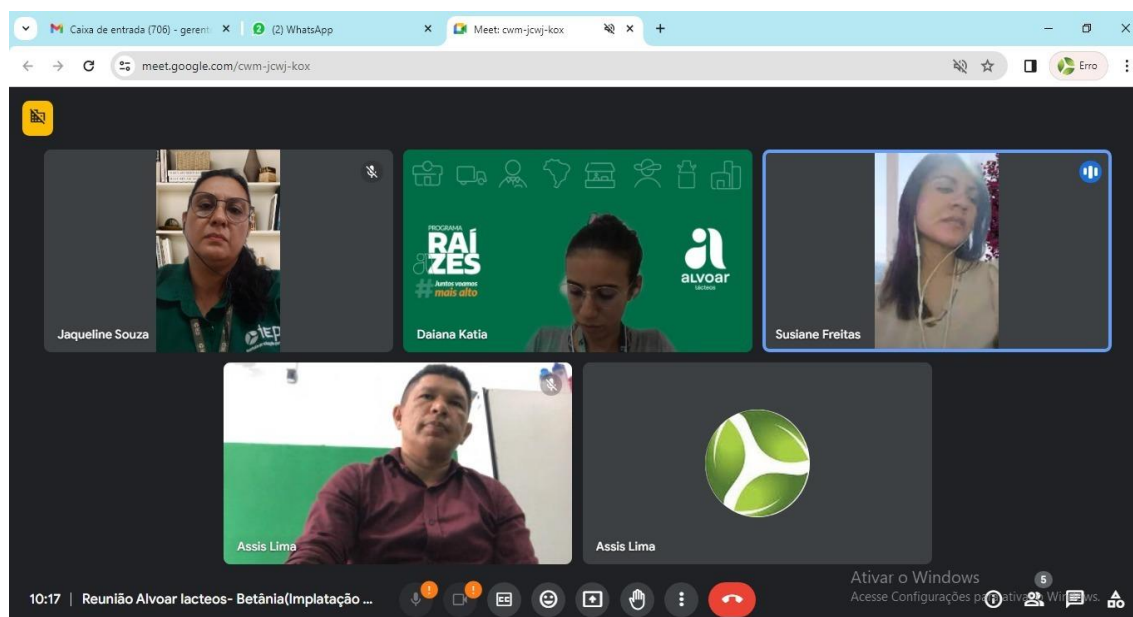 Caixa de entrada (706) - gerent
2
(2) WhatsApp
Meet: cwm-jcwj-kox
meet.google.com/cwm-jcwj-kox
Erro
Jaqueline Souza
PROGRAMA
RAÍZES
#Juntos voamos mais alto
alvoar
lácteos
Daiana Katia
Susiane Freitas
Assis Lima
Assis Lima
10:17 | Reunião Alvoar lacteos- Betânia(Implatação ...
Ativar o Windows
Acesse Configurações para ativar o Windows.
5